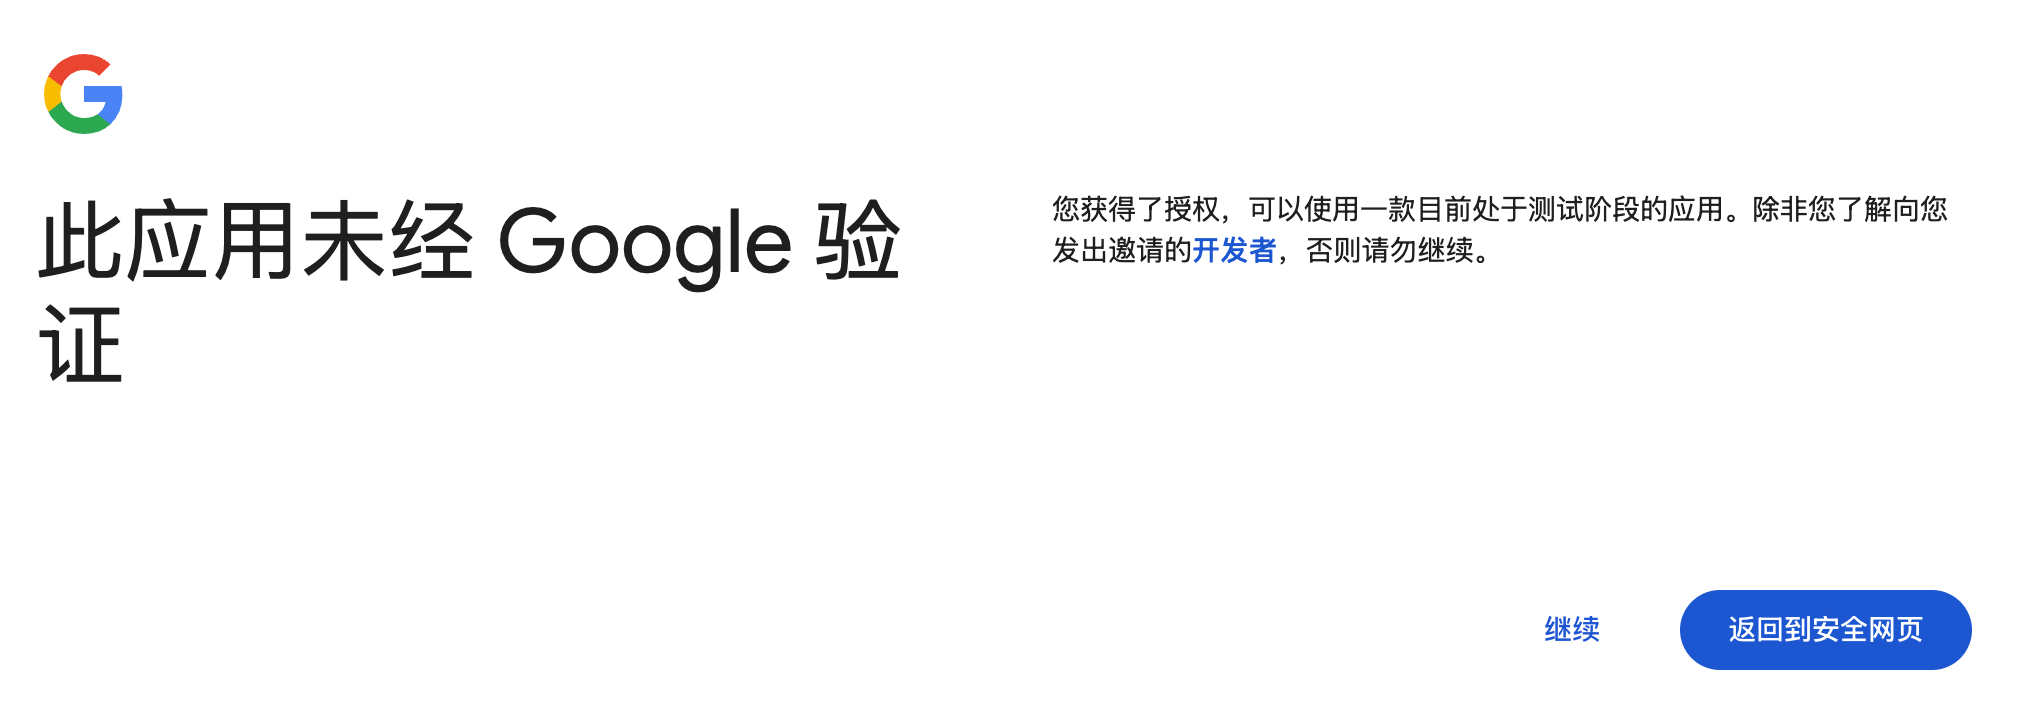 此应用未经 Google 验
证
您获得了授权，可以使用一款目前处于测试阶段的应用。除非您了解向您
发出邀请的开发者，否则请勿继续。
继续
返回到安全网页